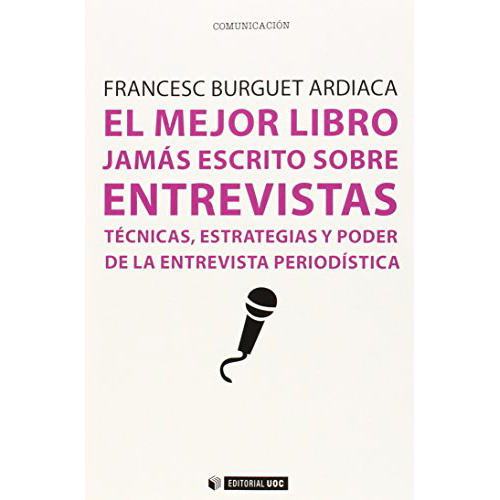 COMUNICACIÓN
FRANCESC BURGUET ARDIACA
EL MEJOR LIBRO
JAMÁS ESCRITO SOBRE
ENTREVISTAS
TÉCNICAS, ESTRATEGIAS Y PODER
DE LA ENTREVISTA PERIODÍSTICA
EDITORIAL UOC